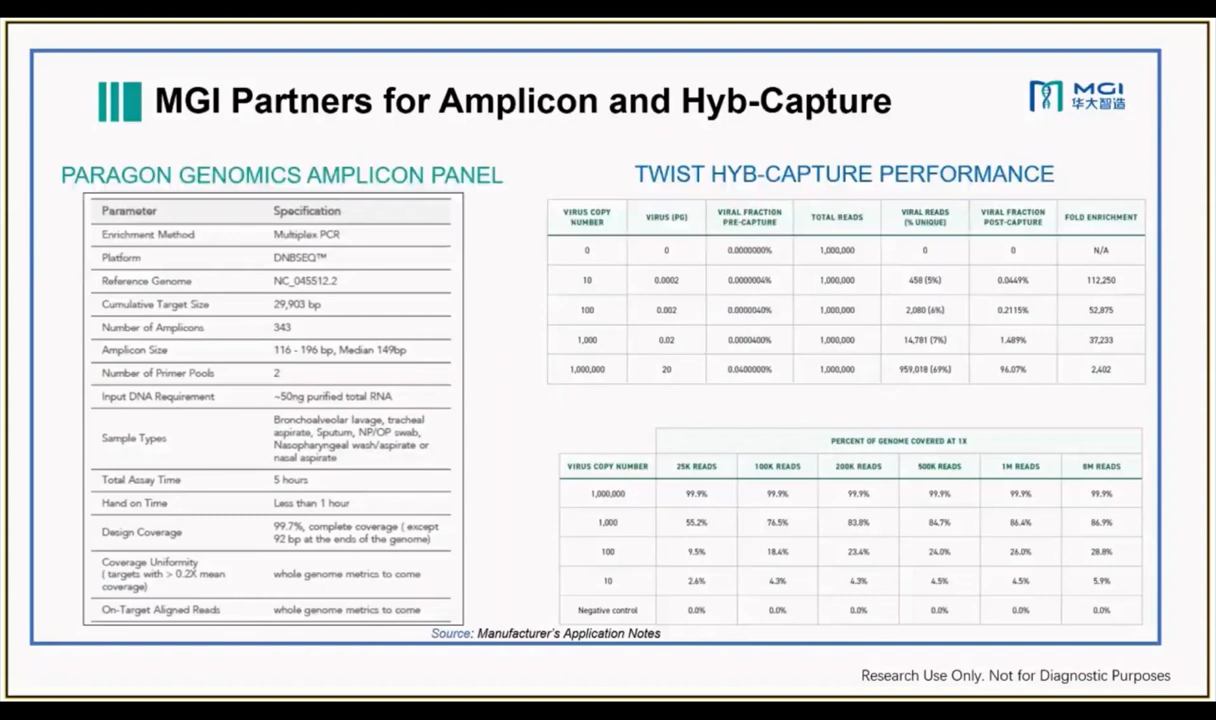 MGI Partners for Amplicon and Hyb-Capture
MGI
华大智造
PARAGON GENOMICS AMPLICON PANEL
Parameter Specification
Enrichment Method Multiplex PCR
Platform DNBSEQ™
Reference Genome NC_045512.2
Cumulative Target Size 29,903 bp
Number of Amplicons 343
Amplicon Size 116 - 196 bp, Median 149bp
Number of Primer Pools 2
Input DNA Requirement ~50ng purified total RNA
Sample Types Bronchoalveolar lavage, tracheal
aspirate, Sputum, NP/OP swab,
Nasopharyngeal wash/aspirate or
nasal aspirate
Total Assay Time 5 hours
Hand on Time Less than 1 hour
Design Coverage 99.7%, complete coverage ( except
92 bp at the ends of the genome)
Coverage Uniformity
( targets with > 0.2X mean whole genome metrics to come
coverage)
On-Target Aligned Reads whole genome metrics to come
TWIST HYB-CAPTURE PERFORMANCE
VIRUS COPY NUMBER VIRUS (PG) VIRAL FRACTION PRE-CAPTURE TOTAL READS VIRAL READS (% UNIQUE) VIRAL FRACTION POST-CAPTURE FOLD ENRICHMENT
0 0 0.0000000% 1,000,000 0 0 N/A
10 0.0002 0.0000004% 1,000,000 458 (5%) 0.0449% 112,250
100 0.002 0.0000040% 1,000,000 2,080 (6%) 0.2115% 52,875
1,000 0.02 0.0000400% 1,000,000 14,781 (7%) 1.489% 37,233
1,000,000 20 0.0400000% 1,000,000 959,018 (69%) 96.07% 2,402
PERCENT OF GENOME COVERED AT 1X
VIRUS COPY NUMBER 25K READS 100K READS 200K READS 500K READS 1M READS 8M READS
1,000,000 99.9% 99.9% 99.9% 99.9% 99.9% 99.9%
1,000 55.2% 76.5% 83.8% 84.7% 86.4% 86.9%
100 9.5% 18.4% 23.4% 24.0% 26.0% 28.8%
10 2.6% 4.3% 4.3% 4.5% 4.5% 5.9%
Negative control 0.0% 0.0% 0.0% 0.0% 0.0% 0.0%
Source: Manufacturer's Application Notes
Research Use Only. Not for Diagnostic Purposes